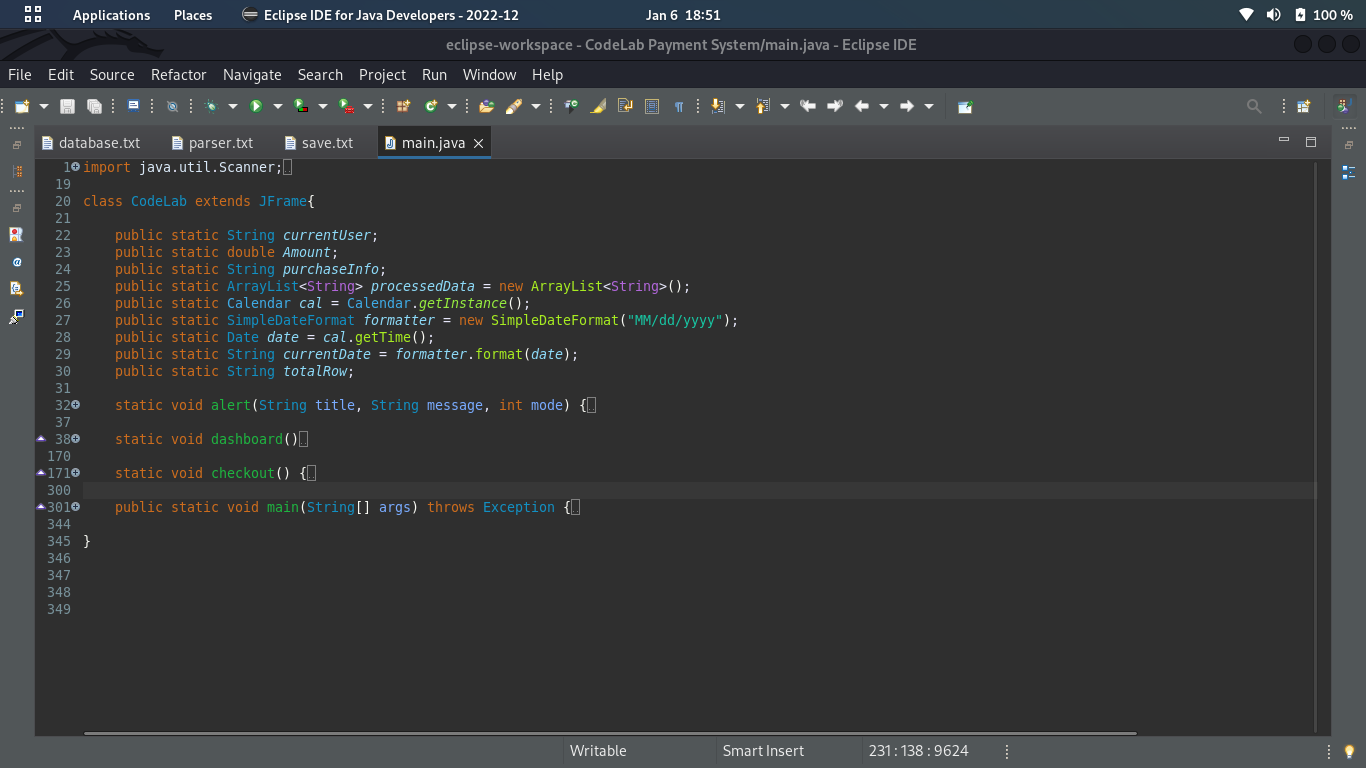 Applications Places Eclipse IDE for Java Developers - 2022-12 Jan 6 18:51 100 %
eclipse-workspace - CodeLab Payment System/main.java - Eclipse IDE
File Edit Source Refactor Navigate Search Project Run Window Help
database.txt parser.txt save.txt main.java
1 import java.util.Scanner;
19
20 class CodeLab extends JFrame{
21
22 public static String currentUser;
23 public static double Amount;
24 public static String purchaseInfo;
25 public static ArrayList<String> processedData = new ArrayList<String>();
26 public static Calendar cal = Calendar.getInstance();
27 public static SimpleDateFormat formatter = new SimpleDateFormat("MM/dd/yyyy");
28 public static Date date = cal.getTime();
29 public static String currentDate = formatter.format(date);
30 public static String totalRow;
31
32 static void alert(String title, String message, int mode) {
37
38 static void dashboard()
170
171 static void checkout() {
300
301 public static void main(String[] args) throws Exception {
344
345 }
346
347
348
349
Writable Smart Insert 231 : 138 : 9624